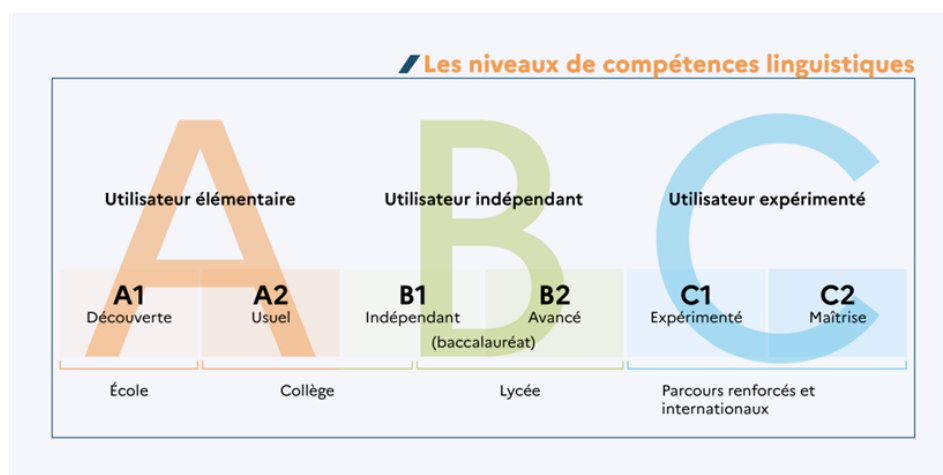 Les niveaux de compétences linguistiques
A B C
Utilisateur élémentaire Utilisateur indépendant Utilisateur expérimenté
A1 A2 B1 B2 C1 C2
Découverte Usuel Indépendant Avancé Expérimenté Maîtrise
(baccalauréat)
École Collège Lycée Parcours renforcés et
internationaux